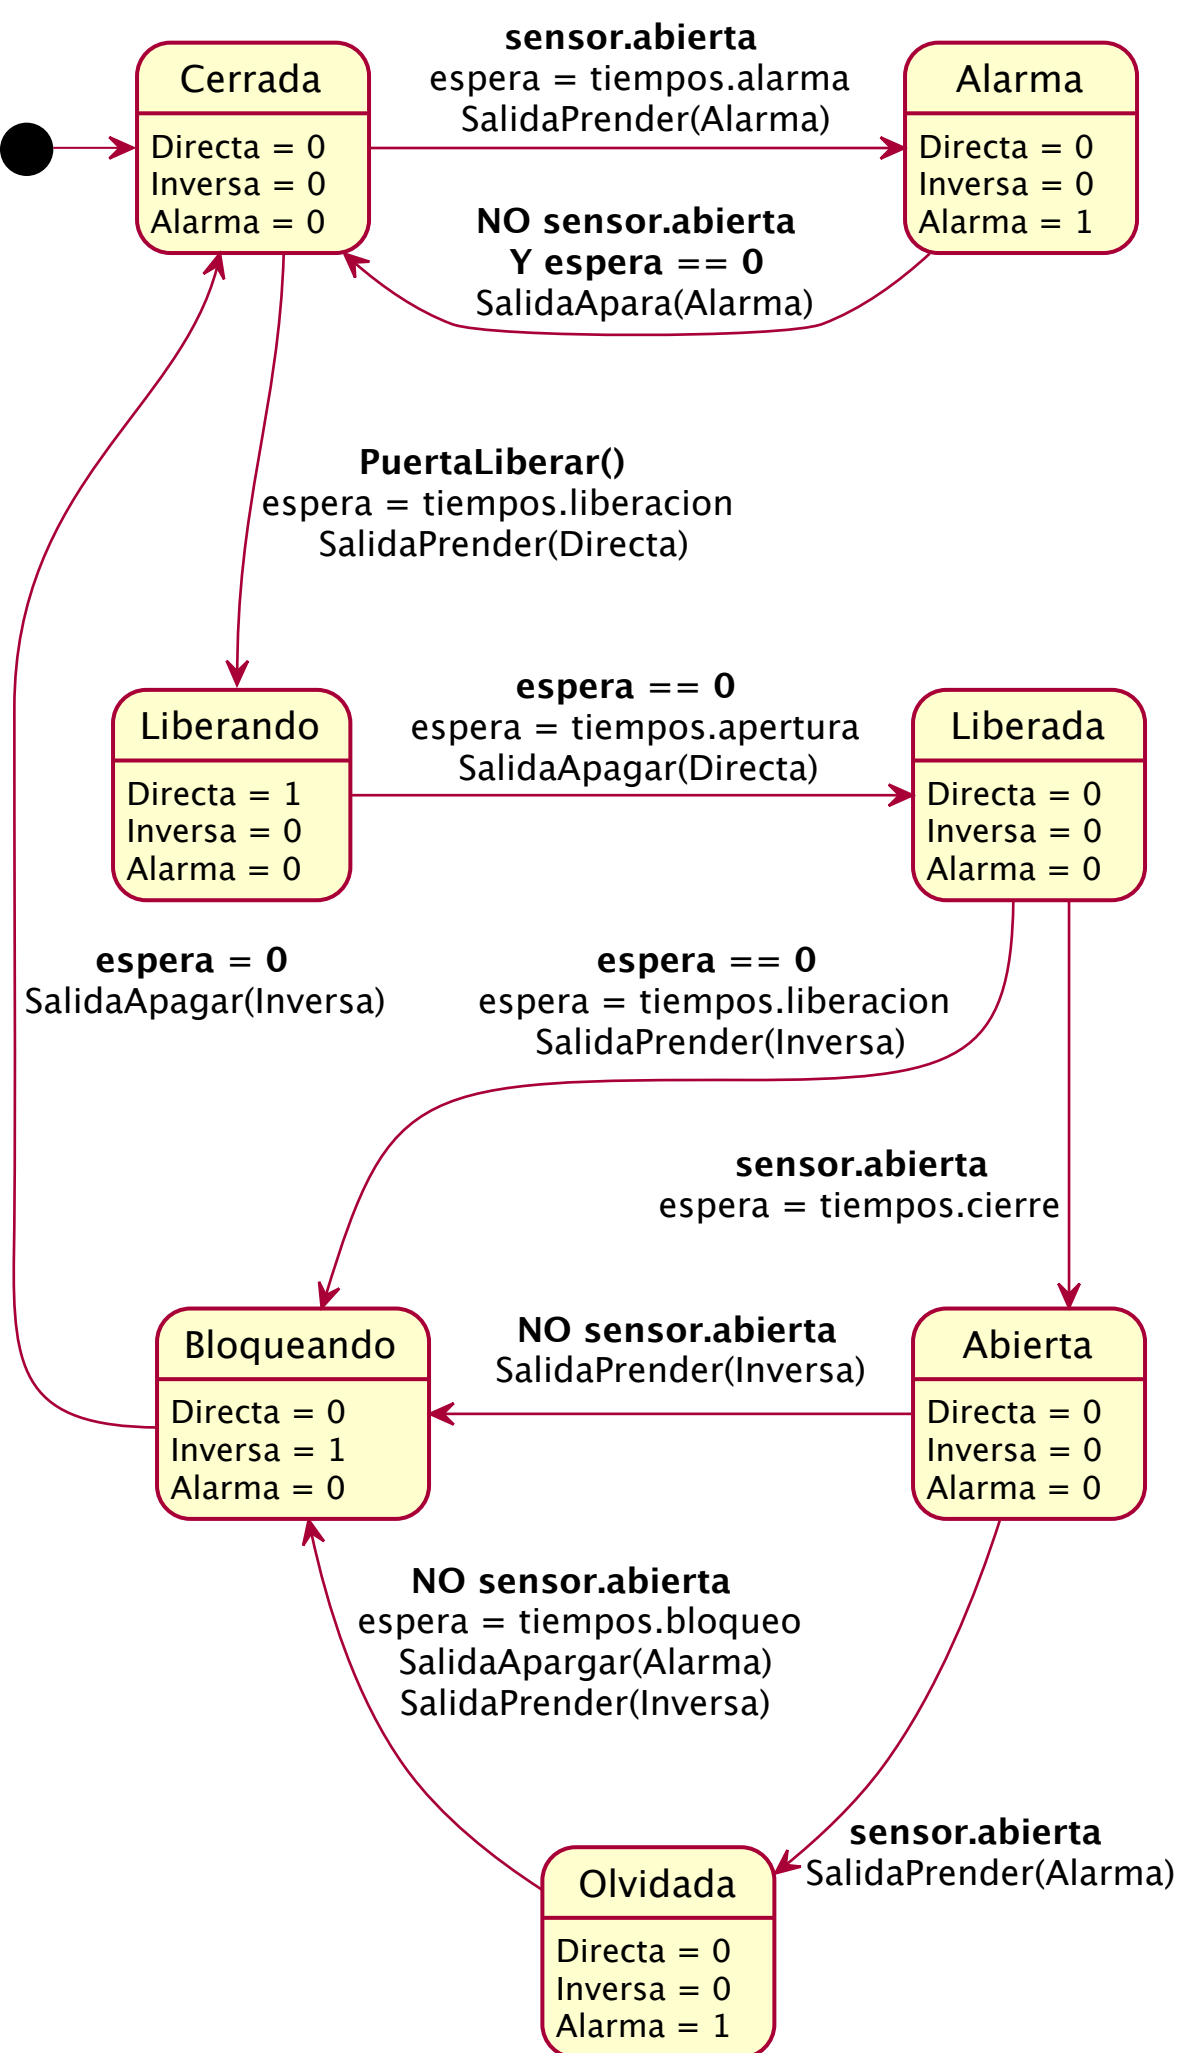 sensor.abierta
espera = tiempos.alarma
SalidaPrender(Alarma)
Cerrada
Directa = 0
Inversa = 0
Alarma = 0
Alarma
Directa = 0
Inversa = 0
Alarma = 1
NO sensor.abierta
Y espera == 0
SalidaApara(Alarma)
PuertaLiberar()
espera = tiempos.liberacion
SalidaPrender(Directa)
espera == 0
espera = tiempos.apertura
SalidaApagar(Directa)
Liberando
Directa = 1
Inversa = 0
Alarma = 0
Liberada
Directa = 0
Inversa = 0
Alarma = 0
espera = 0
SalidaApagar(Inversa)
espera == 0
espera = tiempos.liberacion
SalidaPrender(Inversa)
sensor.abierta
espera = tiempos.cierre
Bloqueando
Directa = 0
Inversa = 1
Alarma = 0
NO sensor.abierta
SalidaPrender(Inversa)
Abierta
Directa = 0
Inversa = 0
Alarma = 0
NO sensor.abierta
espera = tiempos.bloqueo
SalidaApargar(Alarma)
SalidaPrender(Inversa)
sensor.abierta
SalidaPrender(Alarma)
Olvidada
Directa = 0
Inversa = 0
Alarma = 1